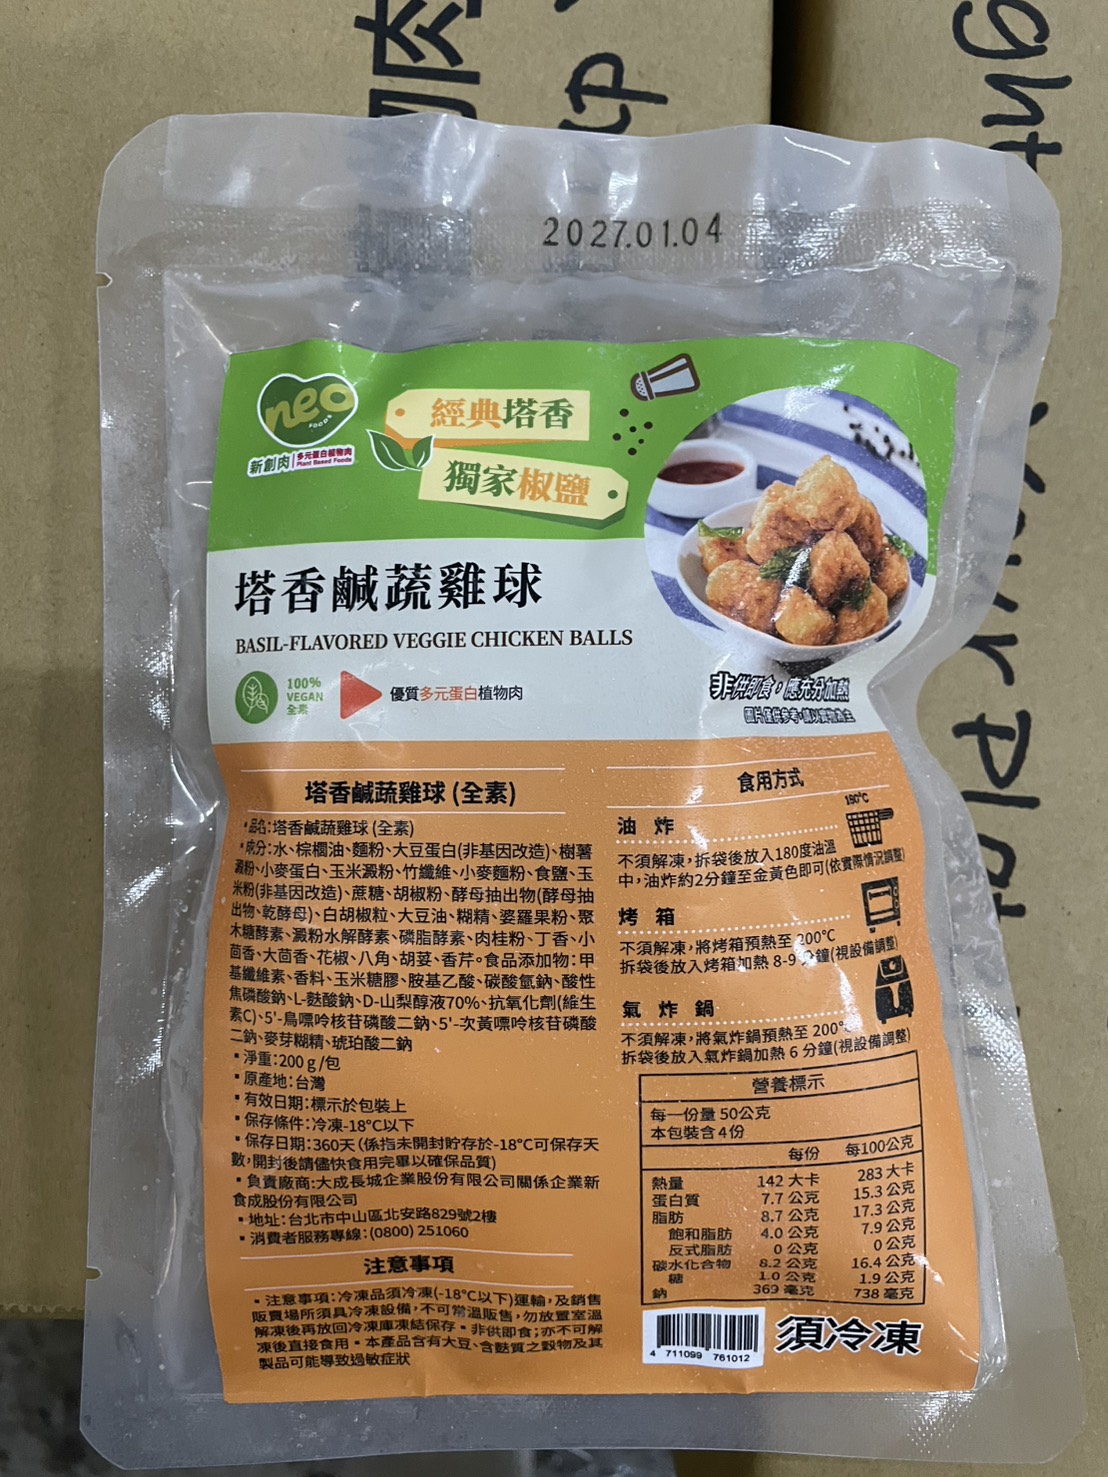 2027.01.04
neo
FOODS
新創肉
多元蛋白植物肉
Plant Based Foods
經典塔香
獨家椒鹽
塔香鹹蔬雞球
BASIL-FLAVORED VEGGIE CHICKEN BALLS
100%
VEGAN
全素
優質多元蛋白植物肉
非供即食，應充分加熱
圖片僅供參考，請以實物為主
塔香鹹蔬雞球 (全素)
▪品名:塔香鹹蔬雞球 (全素)
▪成分:水、棕櫚油、麵粉、大豆蛋白(非基因改造)、樹薯
澱粉、小麥蛋白、玉米澱粉、竹纖維、小麥麵粉、食鹽、玉
米粉(非基因改造)、蔗糖、胡椒粉、酵母抽出物(酵母抽
出物、乾酵母)、白胡椒粒、大豆油、糊精、婆羅果粉、聚
木糖酵素、澱粉水解酵素、磷脂酵素、肉桂粉、丁香、小
茴香、大茴香、花椒、八角、胡荽、香芹。食品添加物:甲
基纖維素、香料、玉米糖膠、胺基乙酸、碳酸氫鈉、酸性
焦磷酸鈉、L-麩酸鈉、D-山梨醇液70%、抗氧化劑(維生
素C)、5'-鳥嘌呤核苷磷酸二鈉、5'-次黃嘌呤核苷磷酸
二鈉、麥芽糊精、琥珀酸二鈉
▪淨重:200 g /包
▪原產地:台灣
▪有效日期:標示於包裝上
▪保存條件:冷凍-18°C以下
▪保存日期:360天 (係指未開封貯存於-18°C可保存天
數,開封後請儘快食用完畢以確保品質)
▪負責廠商:大成長城企業股份有限公司關係企業新
食成股份有限公司
▪地址:台北市中山區北安路829號2樓
▪消費者服務專線:(0800) 251060
注意事項
▪注意事項:冷凍品須冷凍(-18°C以下)運輸,及銷售
販賣場所須具冷凍設備,不可常溫販售,勿放置室溫
解凍後再放回冷凍庫凍結保存▪非供即食;亦不可解
凍後直接食用▪本產品含有大豆、含麩質之穀物及其
製品可能導致過敏症狀
食用方式
180°C
油 炸
不須解凍,拆袋後放入180度油溫
中,油炸約2分鐘至金黃色即可(依實際情況調整)
烤 箱
不須解凍,將烤箱預熱至 200°C
拆袋後放入烤箱加熱 8-9 分鐘(視設備調整)
氣 炸 鍋
不須解凍,將氣炸鍋預熱至 200°
拆袋後放入氣炸鍋加熱 6 分鐘(視設備調整)
營養標示
每一份量 50公克
本包裝含 4份
每份 每100公克
熱量 142 大卡 283 大卡
蛋白質 7.7 公克 15.3 公克
脂肪 8.7 公克 17.3 公克
飽和脂肪 4.0 公克 7.9 公克
反式脂肪 0 公克 0 公克
碳水化合物 8.2 公克 16.4 公克
糖 1.0 公克 1.9 公克
鈉 369 毫克 738 毫克
4 711099 761012
須冷凍